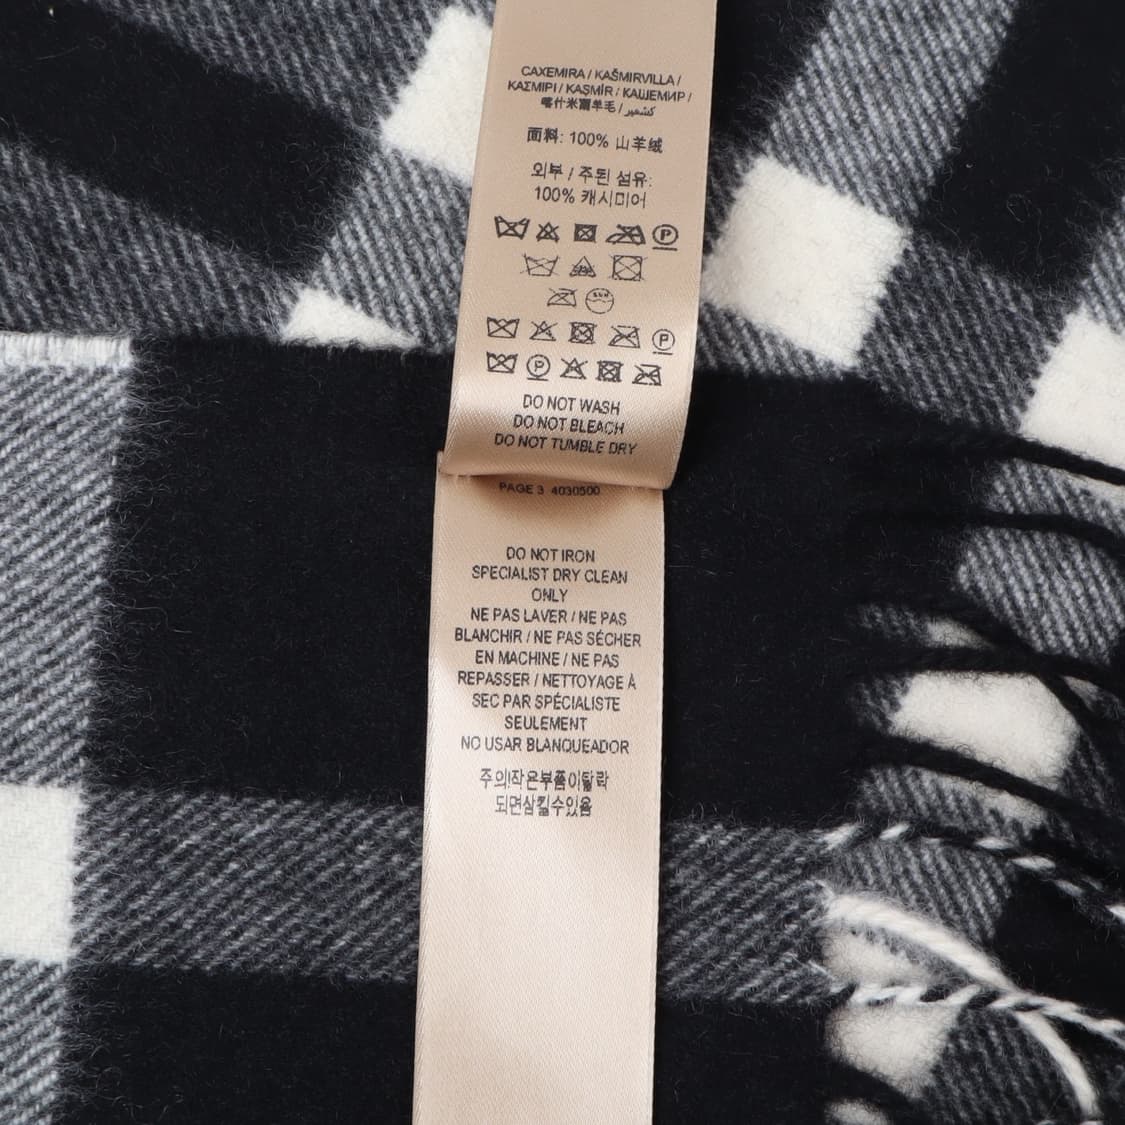 CAXEMIRA / KAŠMIRVILLA /
ΚΑΣΜΙΡΙ / KAŞMİR / КАШЕМИР /
喀什米爾羊毛 / كشمير
面料: 100% 山羊绒
외부 / 주된 섬유:
100% 캐시미어
P
SUN
P
P
DO NOT WASH
DO NOT BLEACH
DO NOT TUMBLE DRY
PAGE 3 4030500
DO NOT IRON
SPECIALIST DRY CLEAN
ONLY
NE PAS LAVER / NE PAS
BLANCHIR / NE PAS SÉCHER
EN MACHINE / NE PAS
REPASSER / NETTOYAGE À
SEC PAR SPÉCIALISTE
SEULEMENT
NO USAR BLANQUEADOR
주의!작은부품이탈락
되면삼킬수있음